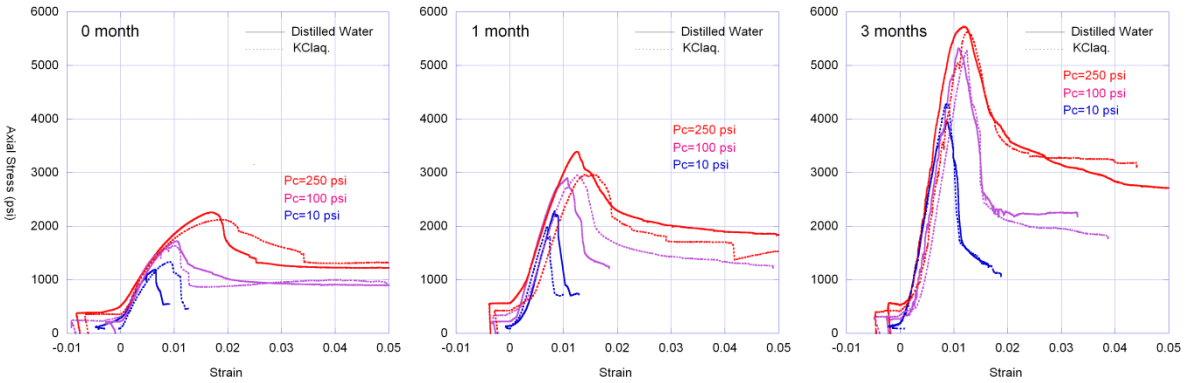 6000
5000
4000
3000
2000
1000
0
Axial Stress (psi)
0 month
Distilled Water
KClaq.
Pc=250 psi
Pc=100 psi
Pc=10 psi
-0.01 0 0.01 0.02 0.03 0.04 0.05
Strain
6000
5000
4000
3000
2000
1000
0
1 month
Distilled Water
KClaq.
Pc=250 psi
Pc=100 psi
Pc=10 psi
-0.01 0 0.01 0.02 0.03 0.04 0.05
Strain
6000
5000
4000
3000
2000
1000
0
3 months
Distilled Water
KClaq.
Pc=250 psi
Pc=100 psi
Pc=10 psi
-0.01 0 0.01 0.02 0.03 0.04 0.05
Strain